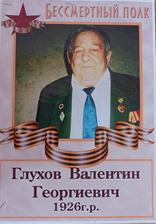 Бессмертный полк
Глухов Валентин
Георгиевич
1926г.р.